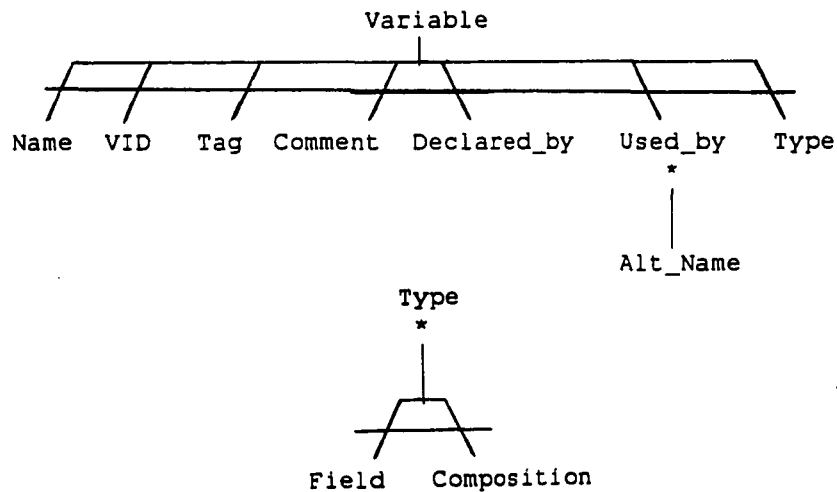 Variable
Name VID Tag Comment Declared_by Used_by Type
*
Alt_Name
Type
*
Field Composition